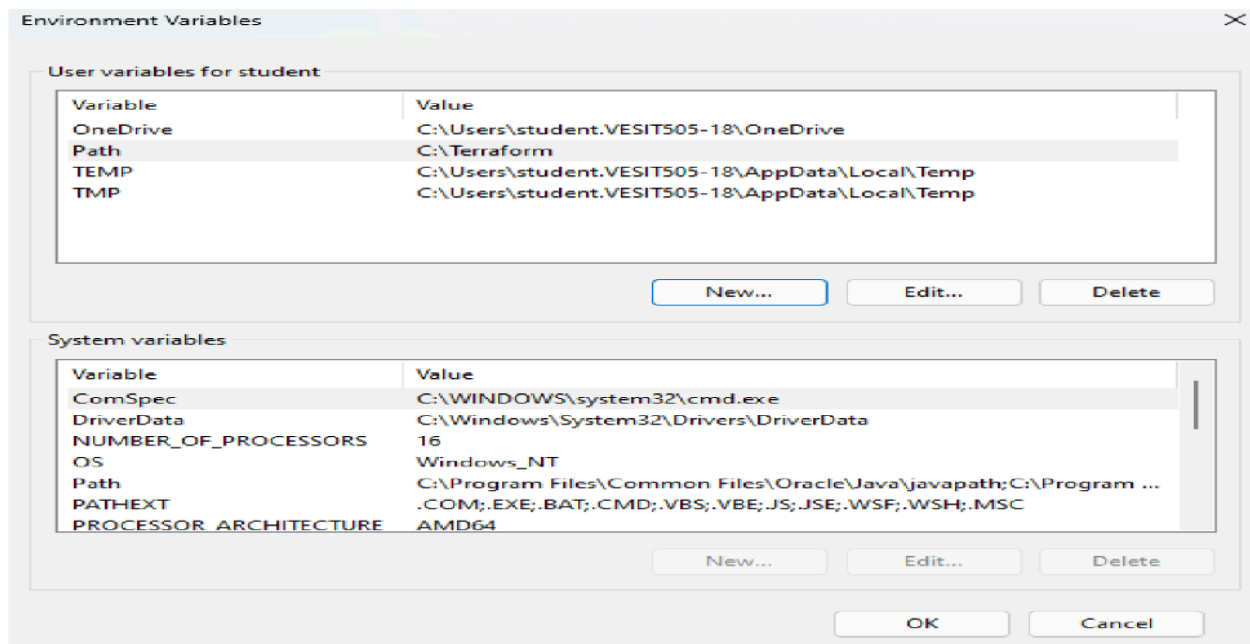 Environment Variables
User variables for student
Variable Value
OneDrive C:\Users\student.VESIT505-18\OneDrive
Path C:\Terraform
TEMP C:\Users\student.VESIT505-18\AppData\Local\Temp
TMP C:\Users\student.VESIT505-18\AppData\Local\Temp
New... Edit... Delete
System variables
Variable Value
ComSpec C:\WINDOWS\system32\cmd.exe
DriverData C:\Windows\System32\Drivers\DriverData
NUMBER_OF_PROCESSORS 16
OS Windows_NT
Path C:\Program Files\Common Files\Oracle\Java\javapath;C:\Program ...
PATHEXT .COM;.EXE;.BAT;.CMD;.VBS;.VBE;.JS;.JSE;.WSF;.WSH;.MSC
PROCESSOR_ARCHITECTURE AMD64
New... Edit... Delete
OK Cancel